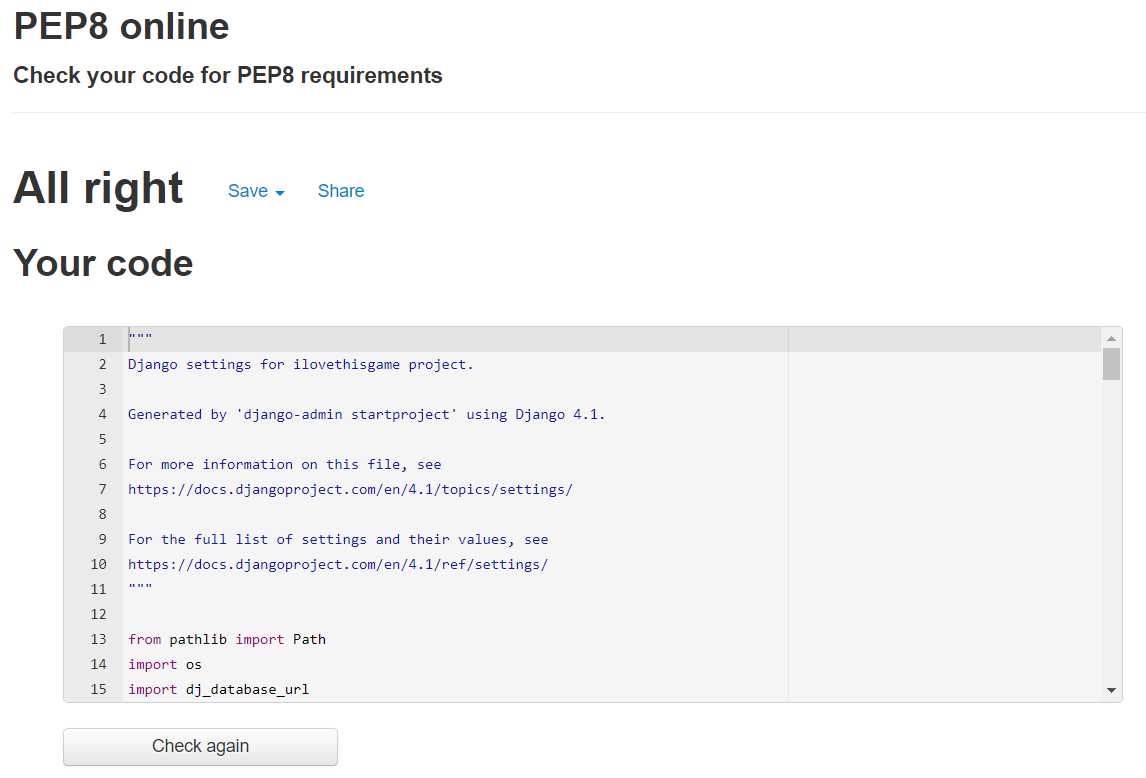 PEP8 online
Check your code for PEP8 requirements
All right Save Share
Your code
1 """
2 Django settings for ilovethisgame project.
3
4 Generated by 'django-admin startproject' using Django 4.1.
5
6 For more information on this file, see
7 https://docs.djangoproject.com/en/4.1/topics/settings/
8
9 For the full list of settings and their values, see
10 https://docs.djangoproject.com/en/4.1/ref/settings/
11 """
12
13 from pathlib import Path
14 import os
15 import dj_database_url
Check again